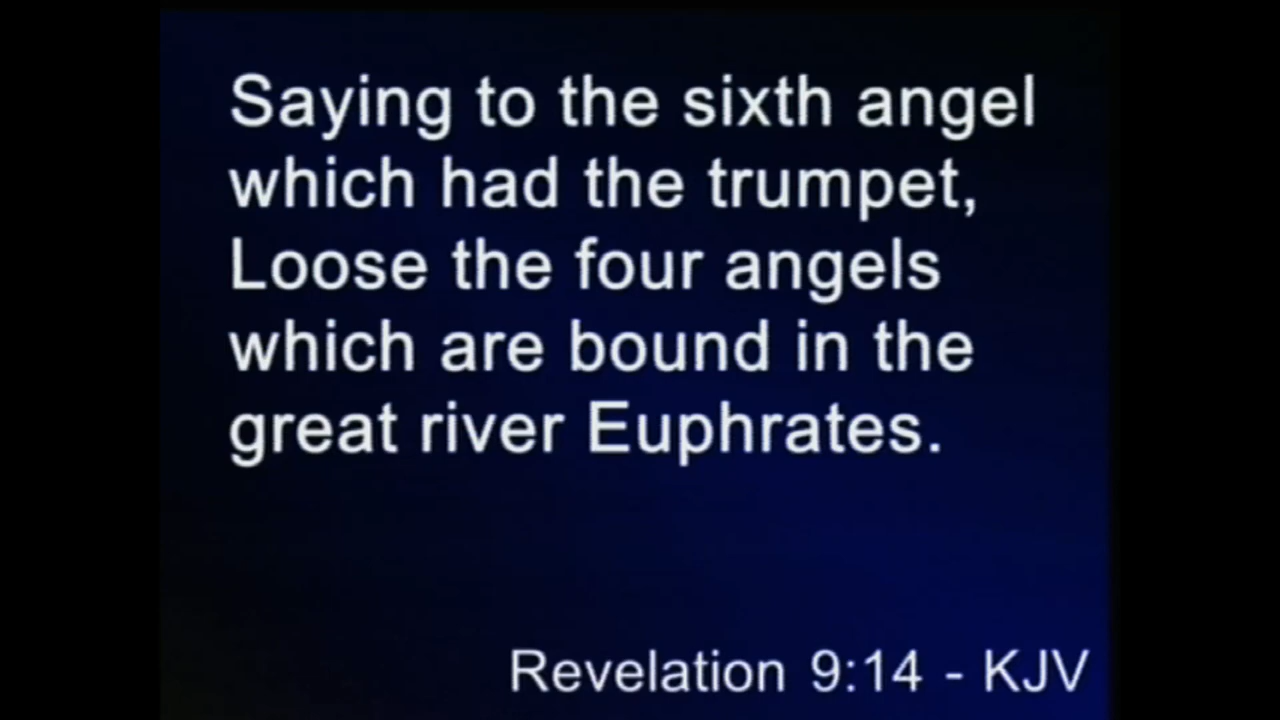 Saying to the sixth angel
which had the trumpet,
Loose the four angels
which are bound in the
great river Euphrates.
Revelation 9:14 - KJV